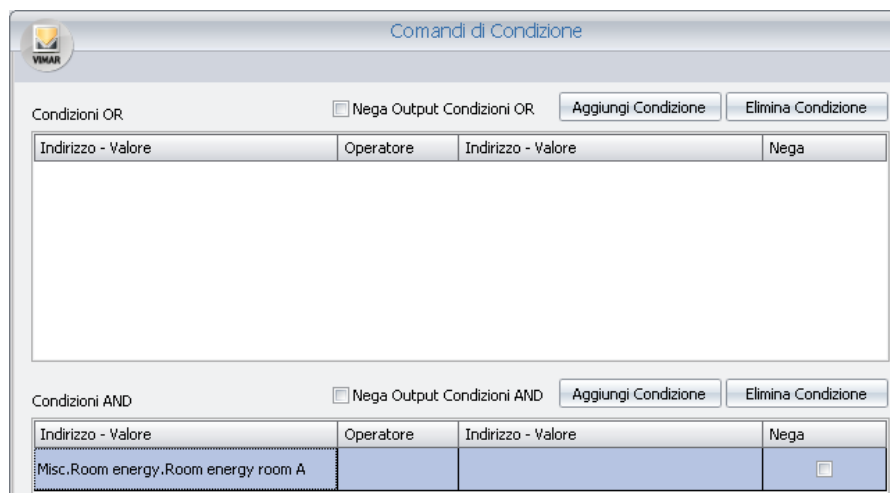 Comandi di Condizione
VIMAR
Condizioni OR Nega Output Condizioni OR Aggiungi Condizione Elimina Condizione
Indirizzo - Valore Operatore Indirizzo - Valore Nega
Condizioni AND Nega Output Condizioni AND Aggiungi Condizione Elimina Condizione
Indirizzo - Valore Operatore Indirizzo - Valore Nega
Misc.Room energy.Room energy room A